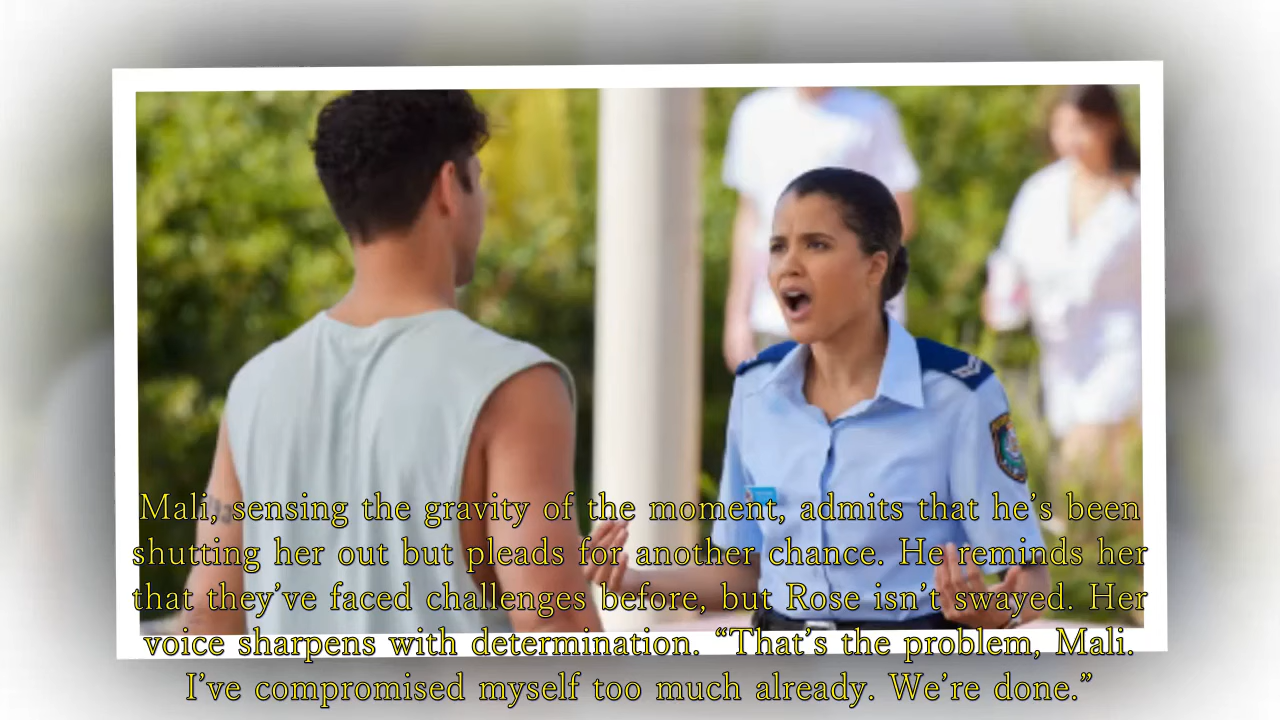 Mali, sensing the gravity of the moment, admits that he’s been
shutting her out but pleads for another chance. He reminds her
that they’ve faced challenges before, but Rose isn’t swayed. Her
voice sharpens with determination. “That’s the problem, Mali.
I’ve compromised myself too much already. We’re done.”